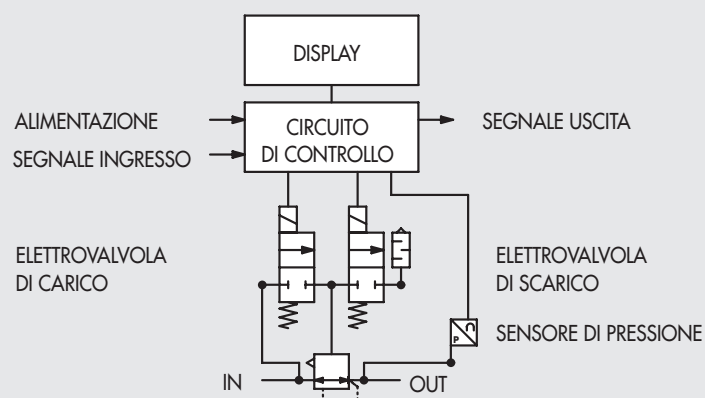 DISPLAY
ALIMENTAZIONE
SEGNALE INGRESSO
CIRCUITO
DI CONTROLLO
SEGNALE USCITA
ELETTROVALVOLA
DI CARICO
ELETTROVALVOLA
DI SCARICO
P
SENSORE DI PRESSIONE
IN
OUT